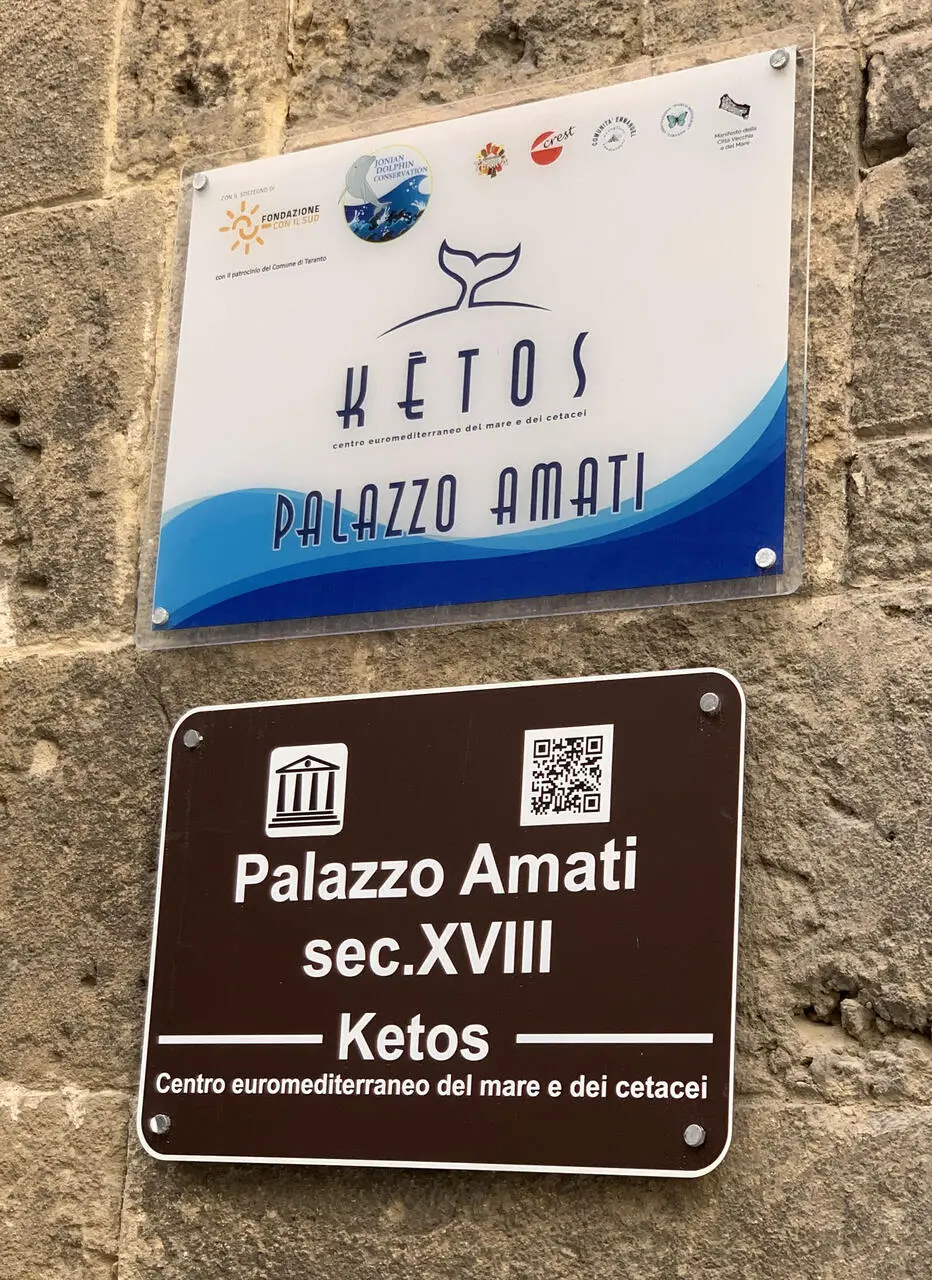 CON IL SOSTEGNO DI
FONDAZIONE
CON IL SUD
con il patrocinio del Comune di Taranto
IONIAN
DOLPHIN
CONSERVATION
crest
COMUNITA' EMMANUEL
Manifesto della
Città Vecchia
e del Mare
KĒTOS
centro euromediterraneo del mare e dei cetacei
PALAZZO AMATI
Palazzo Amati
sec.XVIII
Ketos
Centro euromediterraneo del mare e dei cetacei